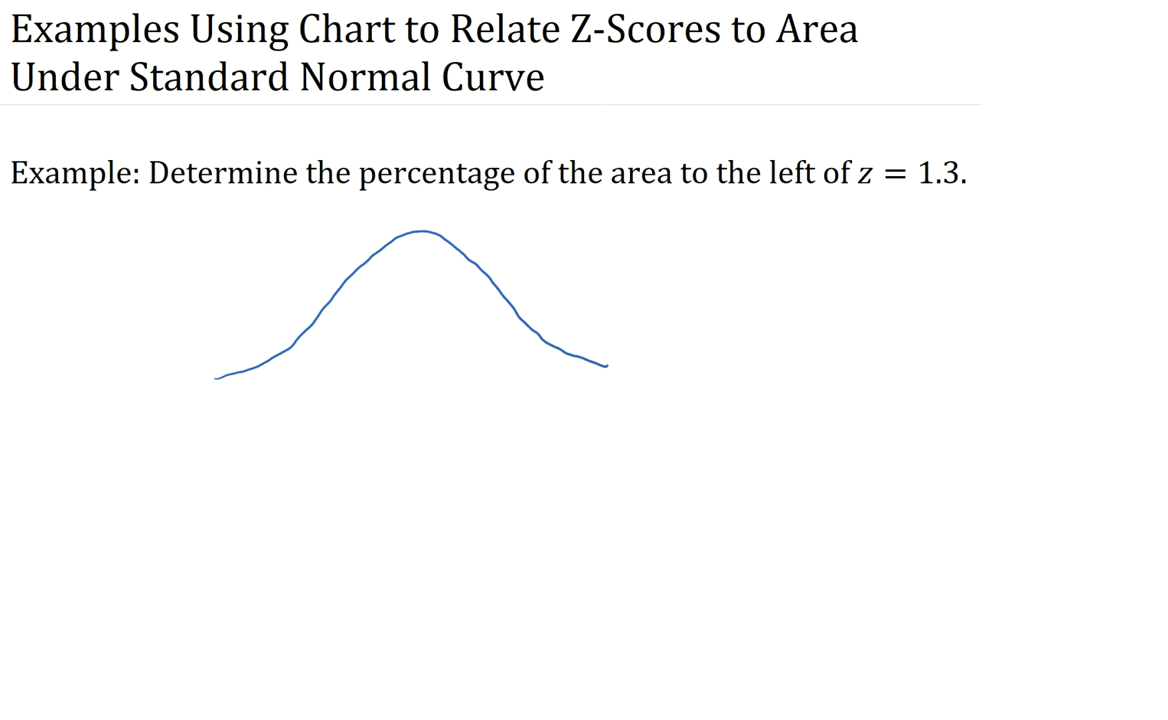 Examples Using Chart to Relate Z-Scores to Area
Under Standard Normal Curve
Example: Determine the percentage of the area to the left of z = 1.3.